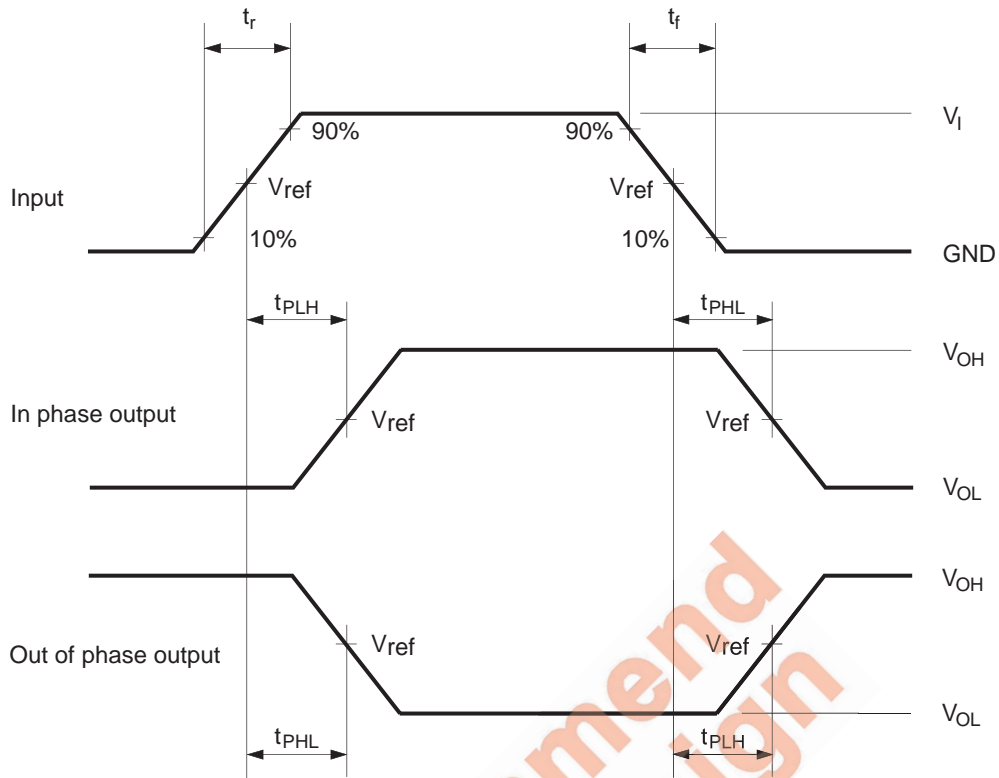 tr
tf
90%
90%
VI
Input
Vref
Vref
10%
10%
GND
tPLH
tPHL
VOH
In phase output
Vref
Vref
VOL
VOH
Out of phase output
Vref
Vref
VOL
tPHL
tPLH